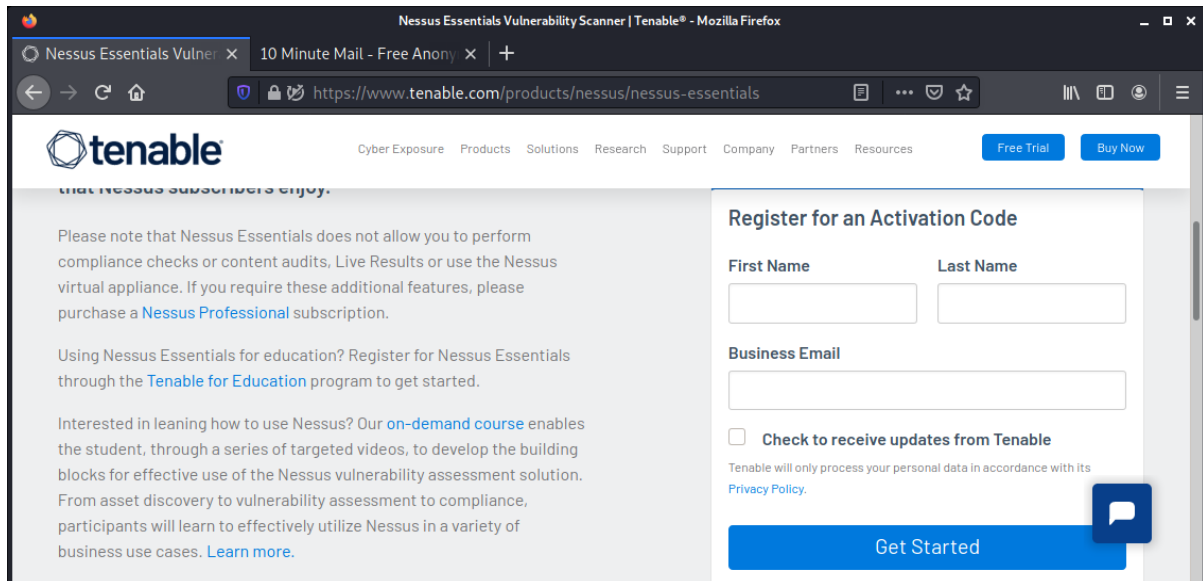 Nessus Essentials Vulnerability Scanner | Tenable® - Mozilla Firefox
Nessus Essentials Vulner
10 Minute Mail - Free Anony
https://www.tenable.com/products/nessus/nessus-essentials
tenable
Cyber Exposure Products Solutions Research Support Company Partners Resources
Free Trial
Buy Now
that Nessus subscribers enjoy.
Please note that Nessus Essentials does not allow you to perform
compliance checks or content audits, Live Results or use the Nessus
virtual appliance. If you require these additional features, please
purchase a Nessus Professional subscription.
Using Nessus Essentials for education? Register for Nessus Essentials
through the Tenable for Education program to get started.
Interested in leaning how to use Nessus? Our on-demand course enables
the student, through a series of targeted videos, to develop the building
blocks for effective use of the Nessus vulnerability assessment solution.
From asset discovery to vulnerability assessment to compliance,
participants will learn to effectively utilize Nessus in a variety of
business use cases. Learn more.
Register for an Activation Code
First Name
Last Name
Business Email
Check to receive updates from Tenable
Tenable will only process your personal data in accordance with its
Privacy Policy.
Get Started